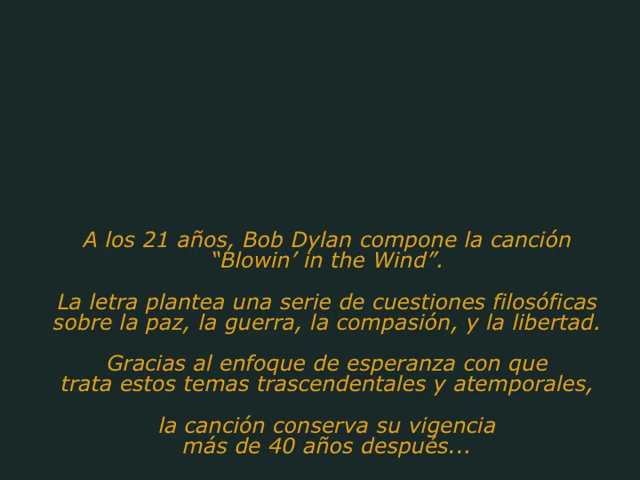 A los 21 años, Bob Dylan compone la canción
“Blowin’ in the Wind”.
La letra plantea una serie de cuestiones filosóficas
sobre la paz, la guerra, la compasión, y la libertad.
Gracias al enfoque de esperanza con que
trata estos temas trascendentales y atemporales,
la canción conserva su vigencia
más de 40 años después...